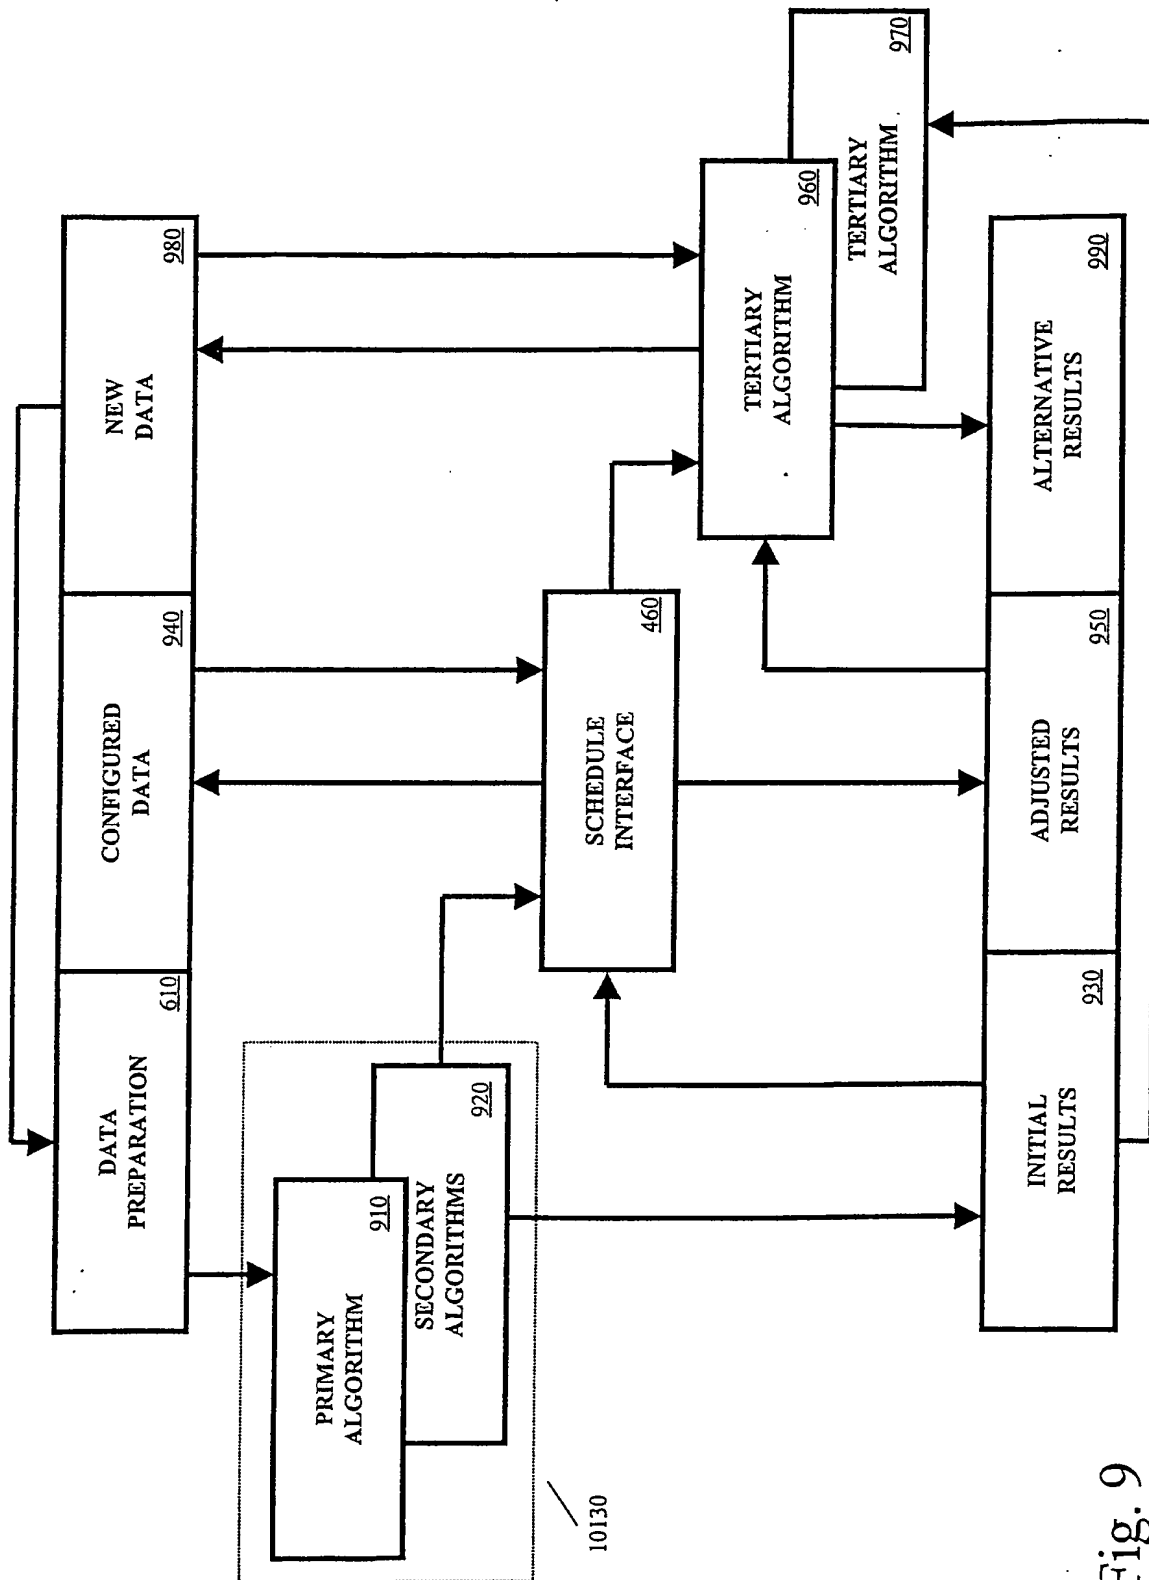 DATA
PREPARATION
610
CONFIGURED
DATA
940
NEW
DATA
980
PRIMARY
ALGORITHM
910
SECONDARY
ALGORITHMS
920
10130
SCHEDULE
INTERFACE
460
TERTIARY
ALGORITHM
960
TERTIARY
ALGORITHM
970
INITIAL
RESULTS
930
ADJUSTED
RESULTS
950
ALTERNATIVE
RESULTS
990
Fig. 9